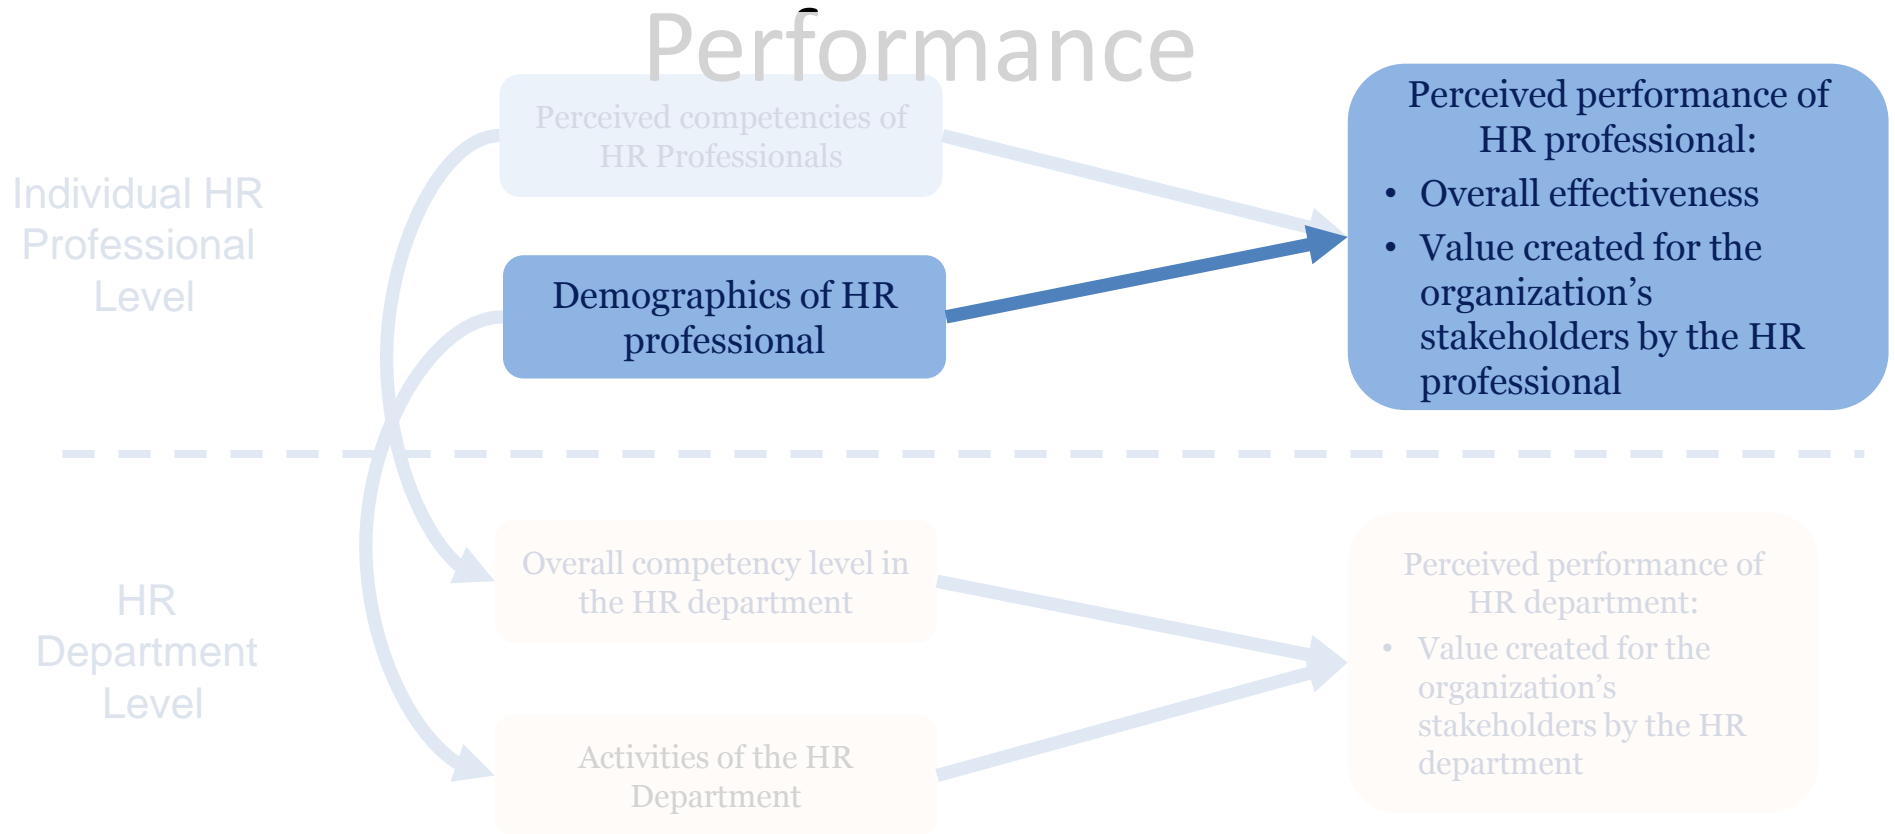 Performance
Perceived competencies of
HR Professionals
Individual HR
Professional
Level
Demographics of HR
professional
Perceived performance of
HR professional:
• Overall effectiveness
• Value created for the
organization’s
stakeholders by the HR
professional
HR
Department
Level
Overall competency level in
the HR department
Activities of the HR
Department
Perceived performance of
HR department:
• Value created for the
organization’s
stakeholders by the HR
department